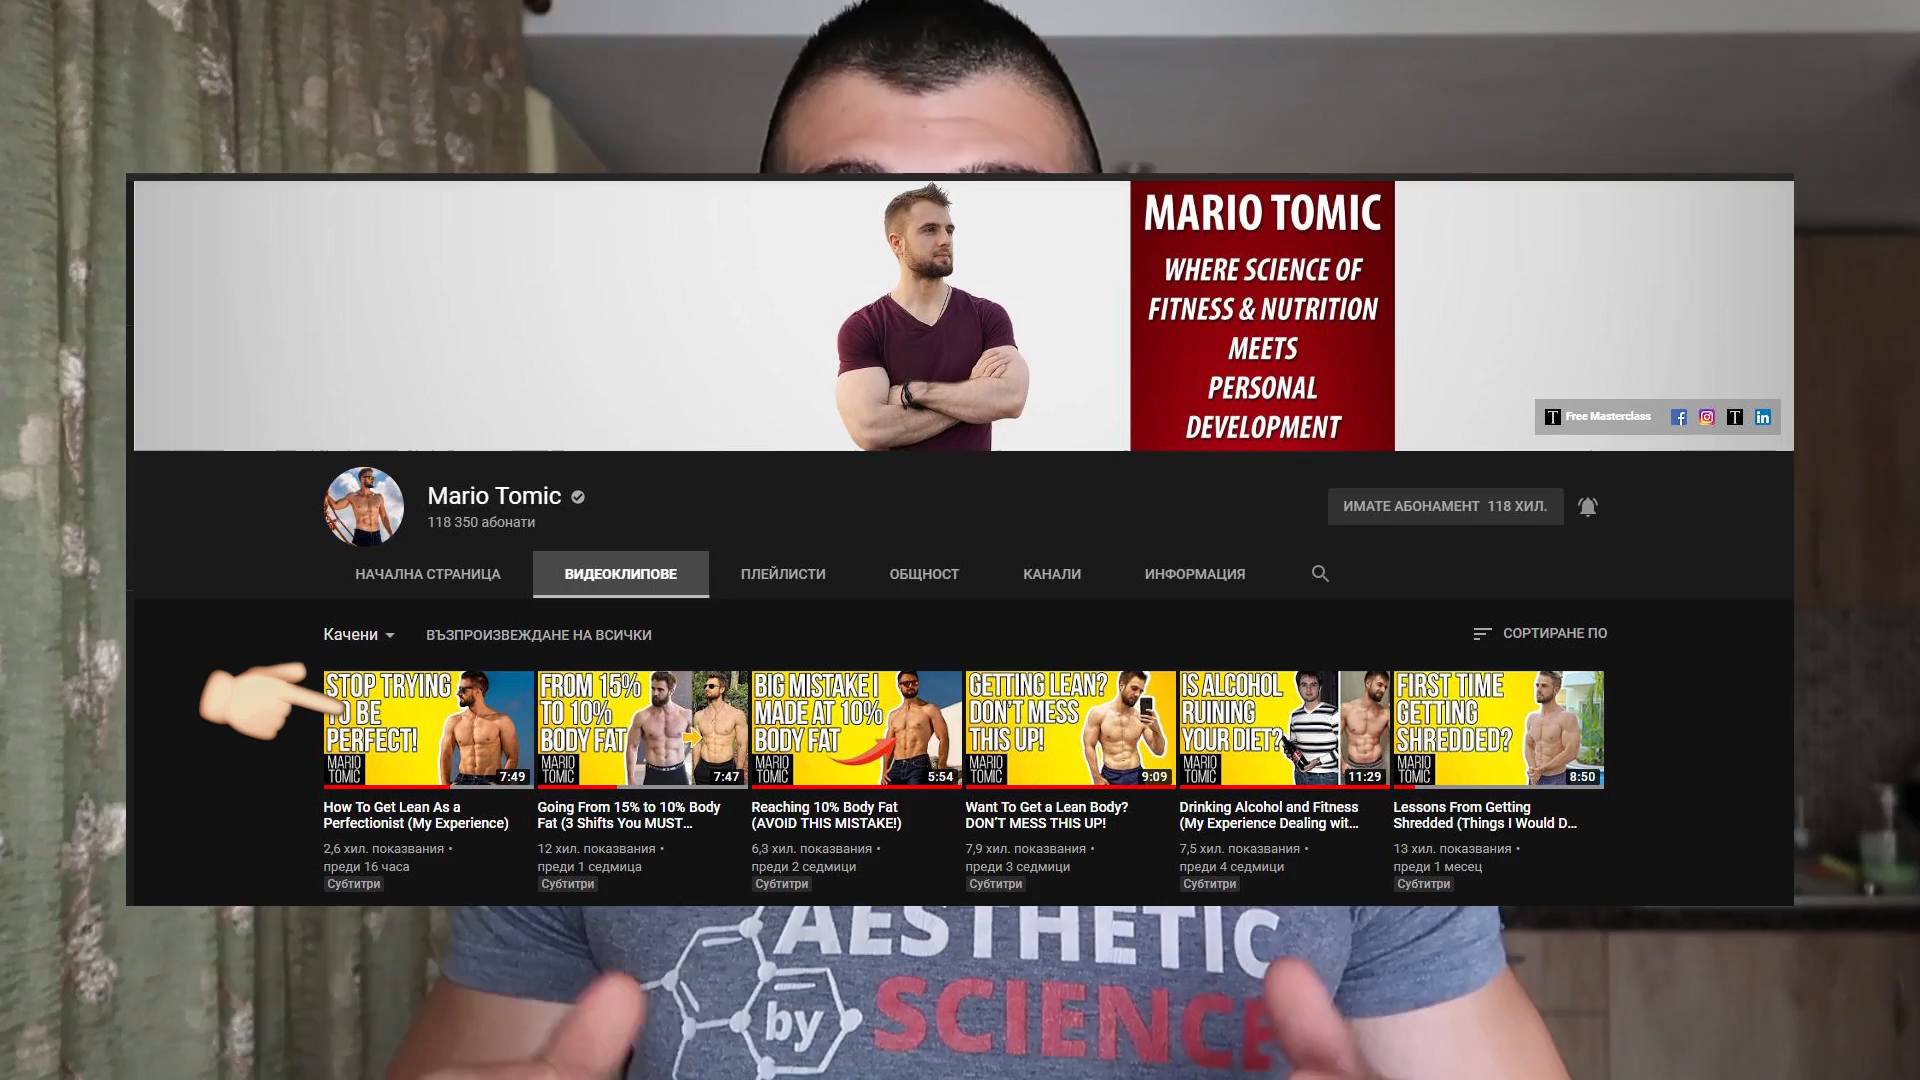 MARIO TOMIC
WHERE SCIENCE OF
FITNESS & NUTRITION
MEETS
PERSONAL
DEVELOPMENT
T Free Masterclass
T
in
Mario Tomic
118 350 абонати
ИМАТЕ АБОНАМЕНТ 118 ХИЛ.
НАЧАЛНА СТРАНИЦА
ВИДЕОКЛИПОВЕ
ПЛЕЙЛИСТИ
ОБЩНОСТ
КАНАЛИ
ИНФОРМАЦИЯ
Качени
ВЪЗПРОИЗВЕЖДАНЕ НА ВСИЧКИ
СОРТИРАНЕ ПО
STOP TRYING
TO BE
PERFECT!
MARIO
TOMIC
7:49
How To Get Lean As a
Perfectionist (My Experience)
2,6 хил. показвания •
преди 16 часа
Субтитри
FROM 15%
TO 10%
BODY FAT
MARIO
TOMIC
7:47
Going From 15% to 10% Body
Fat (3 Shifts You MUST...
12 хил. показвания •
преди 1 седмица
Субтитри
BIG MISTAKE I
MADE AT 10%
BODY FAT
MARIO
TOMIC
5:54
Reaching 10% Body Fat
(AVOID THIS MISTAKE!)
6,3 хил. показвания •
преди 2 седмици
Субтитри
GETTING LEAN?
DON'T MESS
THIS UP!
MARIO
TOMIC
9:09
Want To Get a Lean Body?
DON'T MESS THIS UP!
7,9 хил. показвания •
преди 3 седмици
Субтитри
IS ALCOHOL
RUINING
YOUR DIET?
MARIO
TOMIC
11:29
Drinking Alcohol and Fitness
(My Experience Dealing wit...
7,5 хил. показвания •
преди 4 седмици
Субтитри
FIRST TIME
GETTING
SHREDDED?
MARIO
TOMIC
8:50
Lessons From Getting
Shredded (Things I Would D...
13 хил. показвания •
преди 1 месец
Субтитри
AESTHETIC
by SCIENCE